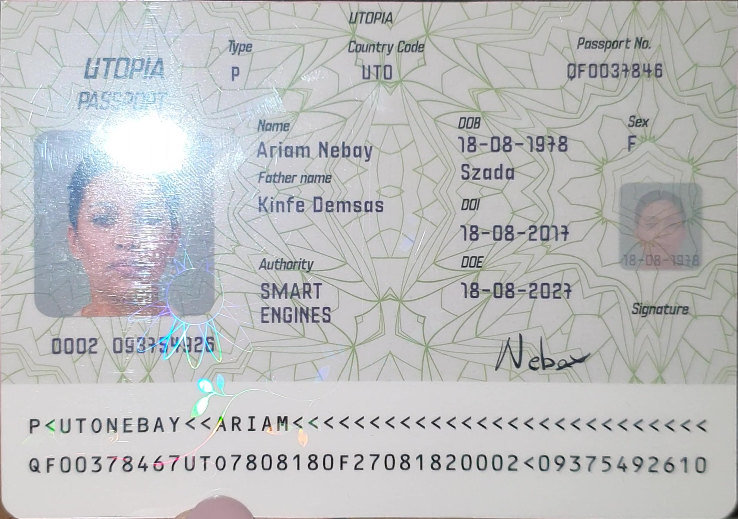 UTOPIA
UTOPIA
PASSPORT
Type
P
Country Code
UTO
Passport No.
QF0037846
Name
Ariam Nebay
Father name
Kinfe Demsas
DOB
18-08-1978
Szada
Sex
F
DOI
18-08-2017
Authority
SMART
ENGINES
DOE
18-08-2027
18-08-1978
Signature
Nebay
0002 093754926
P<UTONEBAY<<ARIAM<<<<<<<<<<<<<<<<<<<<<<<<<<<
QF00378467UTO7808180F27081820002<09375492610